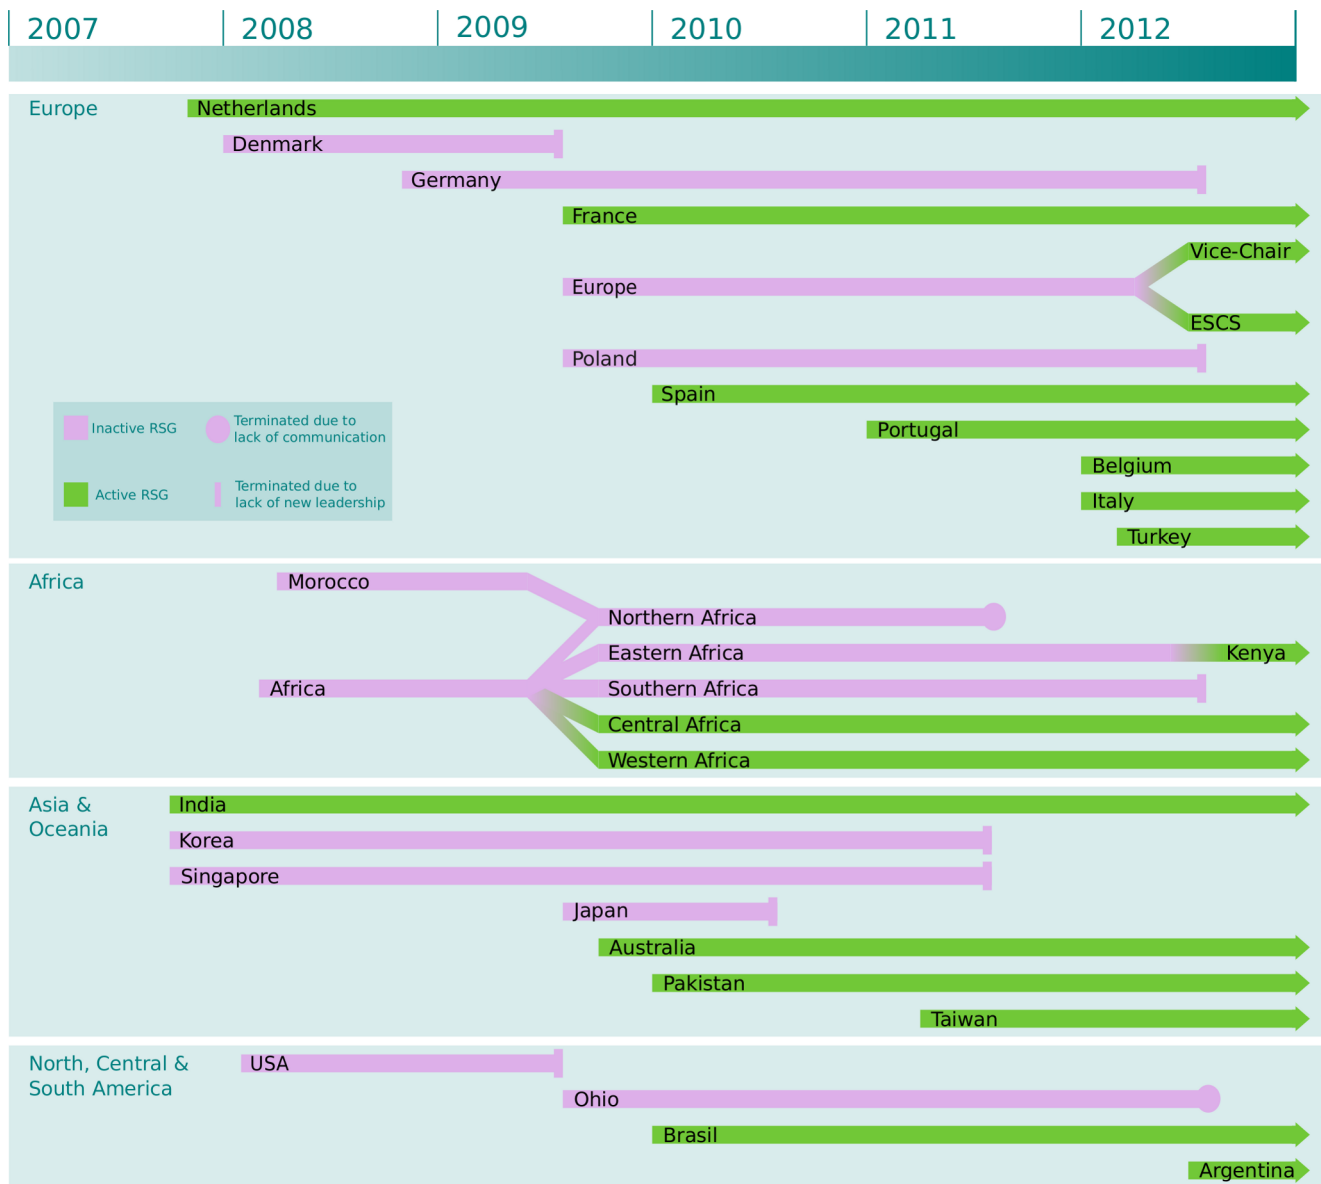 2007 2008 2009 2010 2011 2012
Europe
Netherlands
Denmark
Germany
France
Vice-Chair
Europe
ESCS
Poland
Spain
Inactive RSG
Terminated due to
lack of communication
Portugal
Belgium
Active RSG
Terminated due to
lack of new leadership
Italy
Turkey
Africa
Morocco
Northern Africa
Eastern Africa
Kenya
Africa
Southern Africa
Central Africa
Western Africa
Asia &
Oceania
India
Korea
Singapore
Japan
Australia
Pakistan
Taiwan
North, Central &
South America
USA
Ohio
Brasil
Argentina